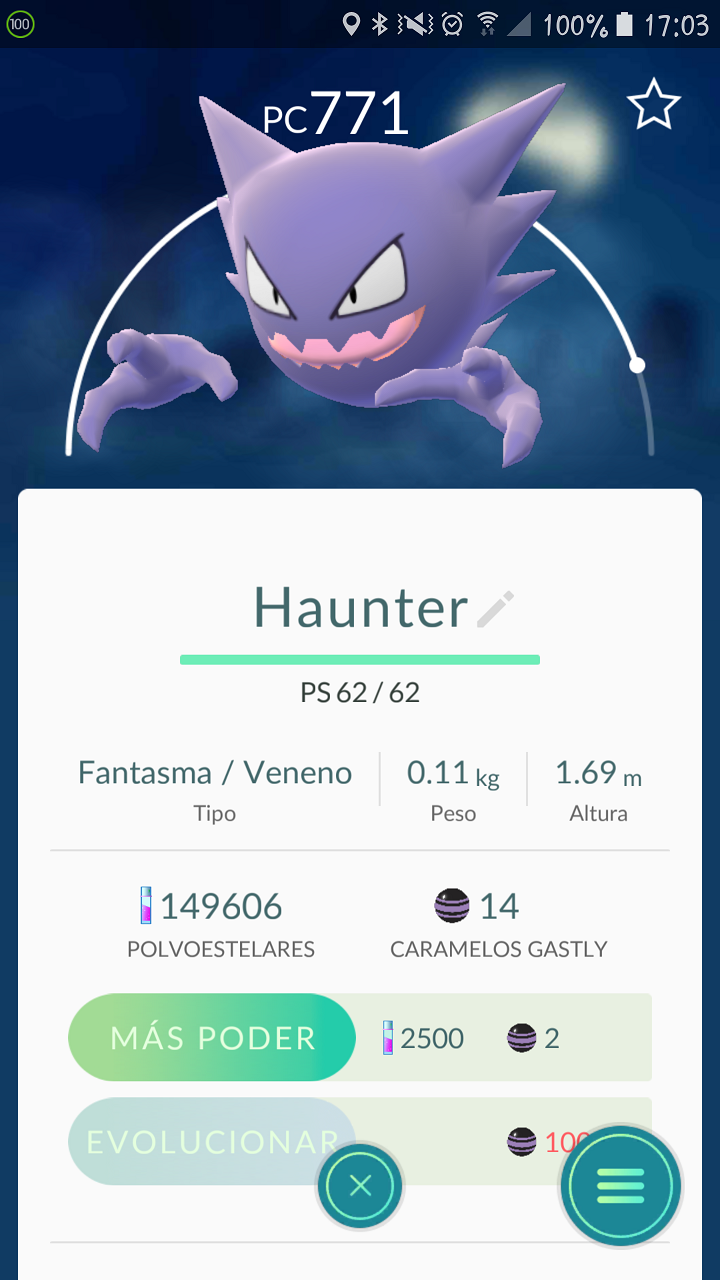 100
100% 17:03
PC771
Haunter
PS 62 / 62
Fantasma / Veneno 0.11 kg 1.69 m
Tipo Peso Altura
149606 14
POLVOESTELARES CARAMELOS GASTLY
MÁS PODER 2500 2
EVOLUCIONAR 100